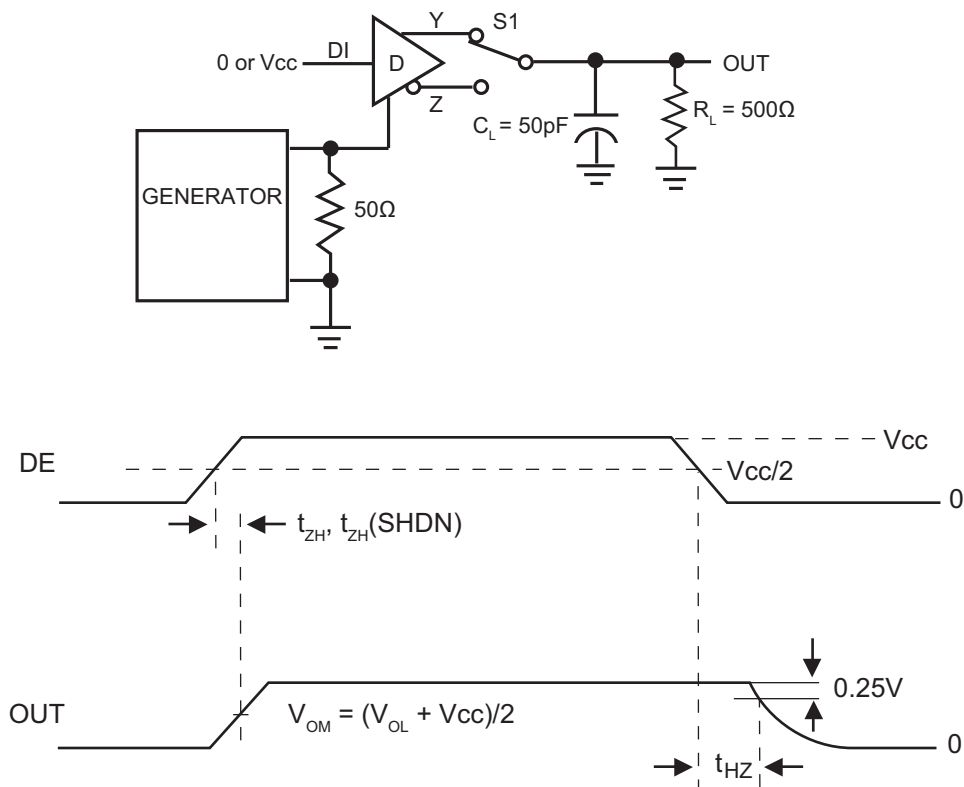 Y
S1
0 or Vcc
DI
D
OUT
Z
C_L = 50pF
R_L = 500Ω
GENERATOR
50Ω
Vcc
DE
Vcc/2
0
t_ZH, t_ZH(SHDN)
0.25V
OUT
V_OM = (V_OL + Vcc)/2
0
t_HZ